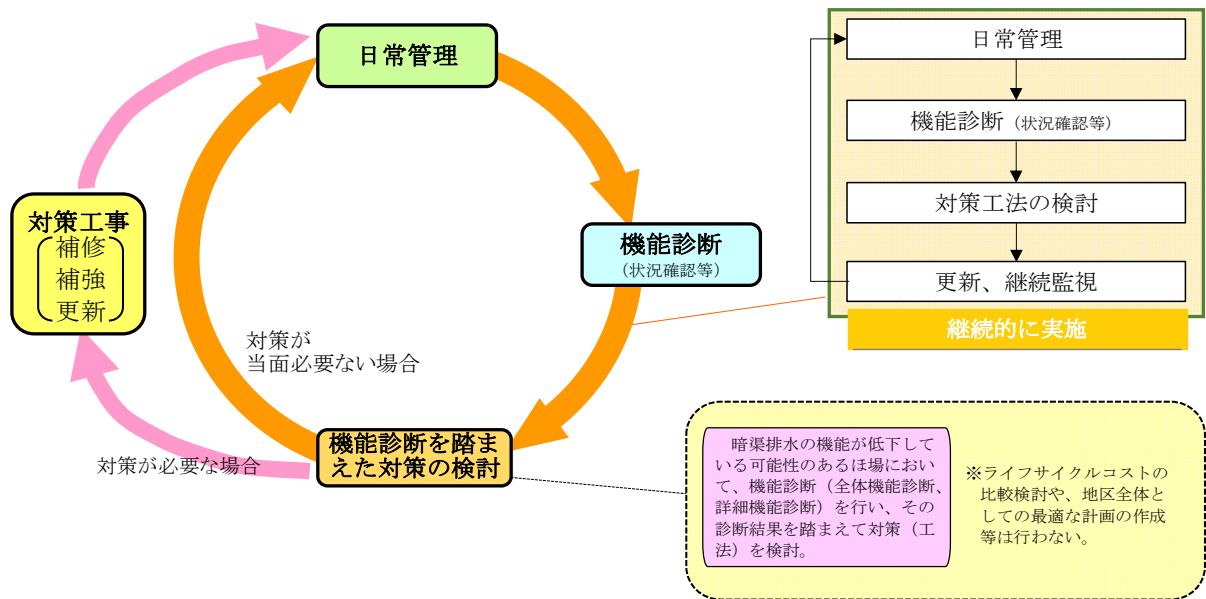 日常管理
機能診断
(状況確認等)
機能診断を踏ま
えた対策の検討
対策が
当面必要ない場合
対策が必要な場合
対策工事
補修
補強
更新
日常管理
機能診断（状況確認等）
対策工法の検討
更新、継続監視
継続的に実施
暗渠排水の機能が低下して
いる可能性のあるほ場におい
て、機能診断（全体機能診断、
詳細機能診断）を行い、その
診断結果を踏まえて対策（工
法）を検討。
※ライフサイクルコストの
比較検討や、地区全体と
しての最適な計画の作成
等は行わない。